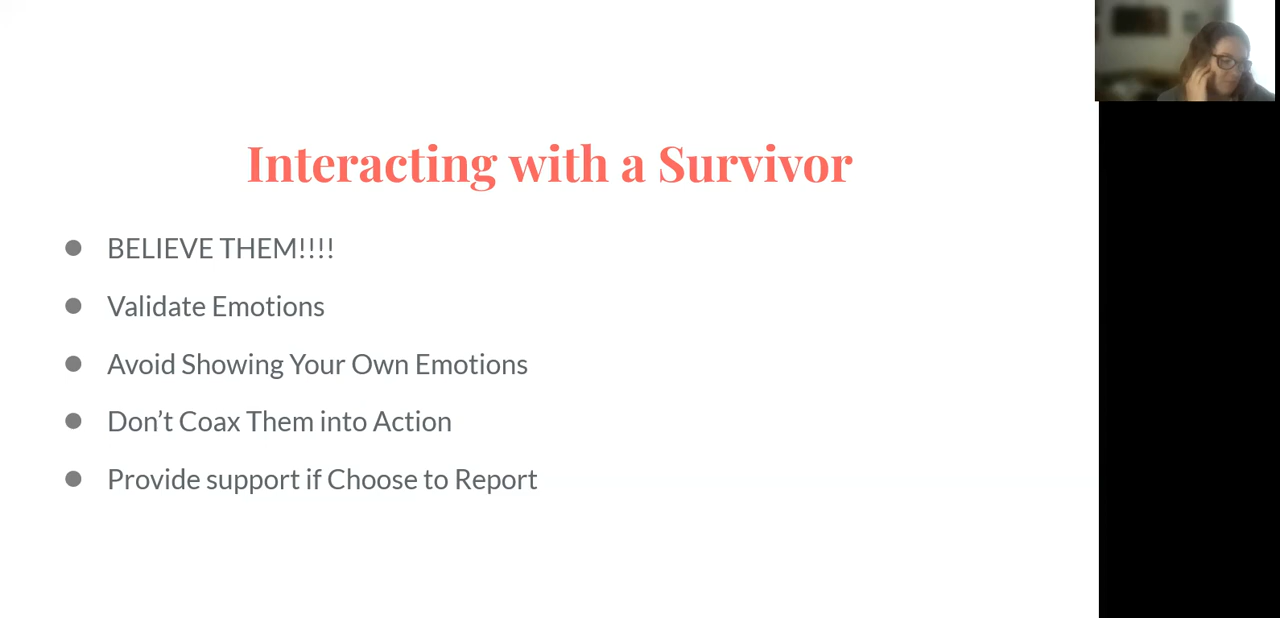 Interacting with a Survivor
● BELIEVE THEM!!!!
● Validate Emotions
● Avoid Showing Your Own Emotions
● Don’t Coax Them into Action
● Provide support if Choose to Report